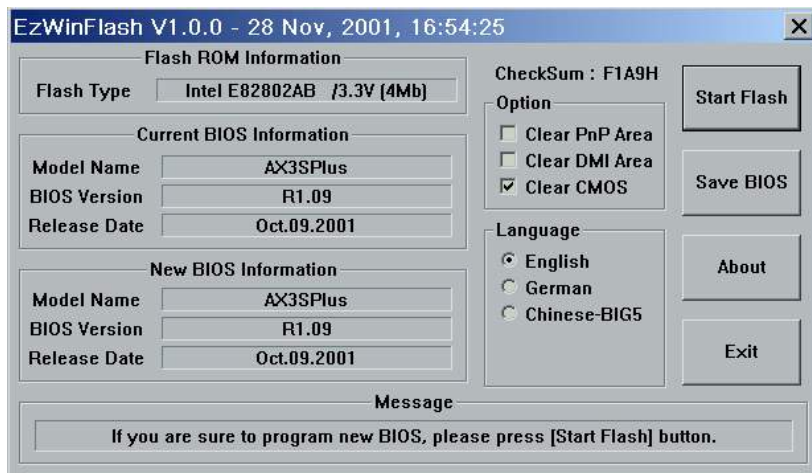 EzWinFlash V1.0.0 - 28 Nov, 2001, 16:54:25
Flash ROM Information
Flash Type Intel E82802AB /3.3V (4Mb)
Current BIOS Information
Model Name AX3SPlus
BIOS Version R1.09
Release Date Oct.09.2001
New BIOS Information
Model Name AX3SPlus
BIOS Version R1.09
Release Date Oct.09.2001
CheckSum : F1A9H
Option
Clear PnP Area
Clear DMI Area
Clear CMOS
Language
English
German
Chinese-BIG5
Start Flash
Save BIOS
About
Exit
Message
If you are sure to program new BIOS, please press [Start Flash] button.